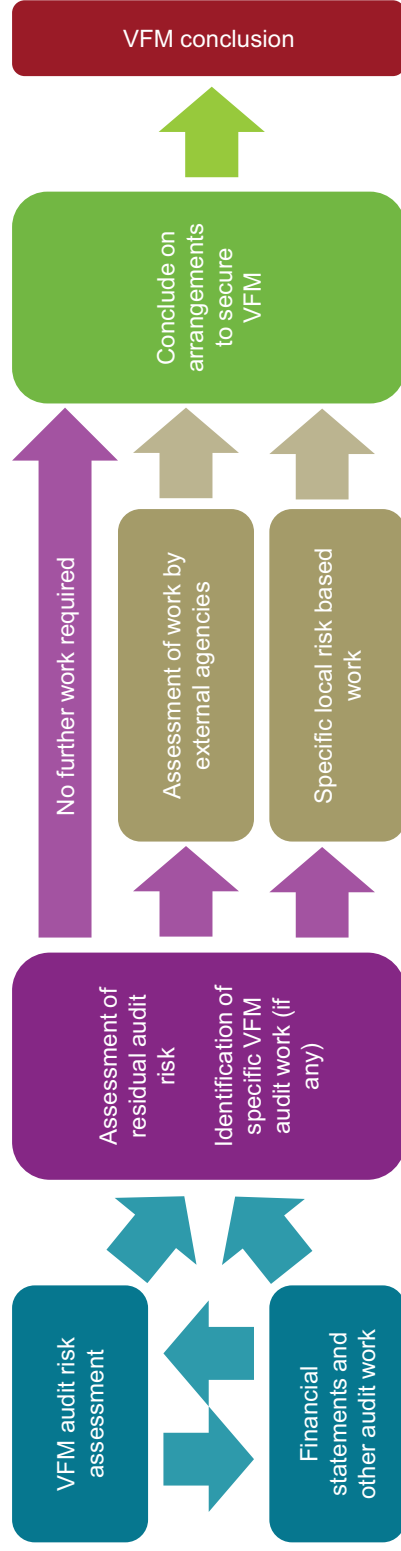 VFM audit risk
assessment
Financial
statements and
other audit work
Assessment of
residual audit
risk
Identification of
specific VFM
audit work (if
any)
No further work required
Assessment of work by
external agencies
Specific local risk based
work
Conclude on
arrangements
to secure
VFM
VFM conclusion